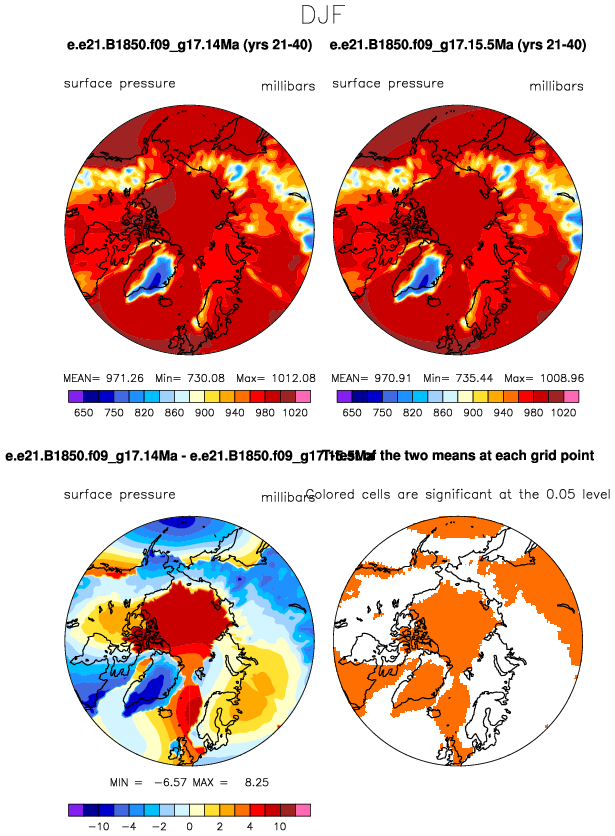 DJF
e.e21.B1850.f09_g17.14Ma (yrs 21-40)
e.e21.B1850.f09_g17.15.5Ma (yrs 21-40)
surface pressure
millibars
surface pressure
millibars
MEAN= 971.26 Min= 730.08 Max= 1012.08
MEAN= 970.91 Min= 735.44 Max= 1008.96
650 750 820 860 900 940 980 1020
650 750 820 860 900 940 980 1020
e.e21.B1850.f09_g17.14Ma - e.e21.B1850.f09_g17.15.5Ma
T-Test of the two means at each grid point
surface pressure
millibars
Colored cells are significant at the 0.05 level
MIN = -6.57 MAX = 8.25
-10 -4 -2 0 2 4 10